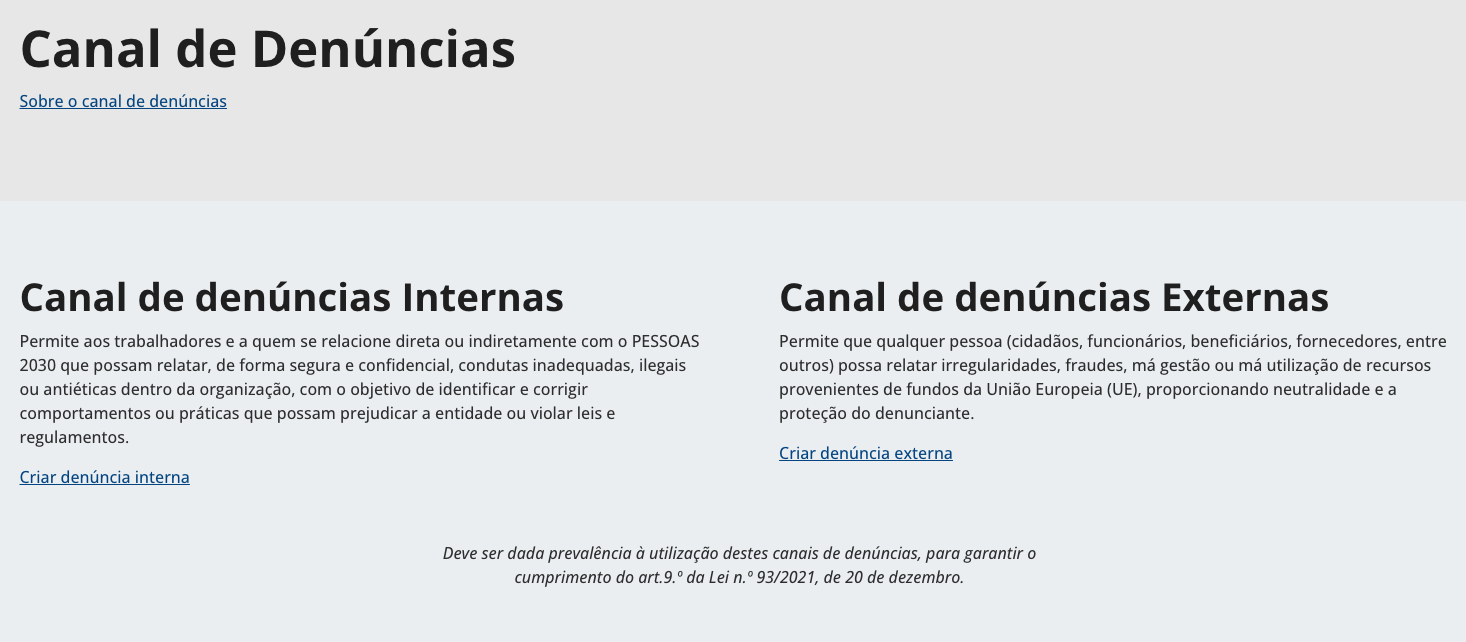 Canal de Denúncias
Sobre o canal de denúncias
Canal de denúncias Internas
Permite aos trabalhadores e a quem se relacione direta ou indiretamente com o PESSOAS
2030 que possam relatar, de forma segura e confidencial, condutas inadequadas, ilegais
ou antiéticas dentro da organização, com o objetivo de identificar e corrigir
comportamentos ou práticas que possam prejudicar a entidade ou violar leis e
regulamentos.
Criar denúncia interna
Canal de denúncias Externas
Permite que qualquer pessoa (cidadãos, funcionários, beneficiários, fornecedores, entre
outros) possa relatar irregularidades, fraudes, má gestão ou má utilização de recursos
provenientes de fundos da União Europeia (UE), proporcionando neutralidade e a
proteção do denunciante.
Criar denúncia externa
Deve ser dada prevalência à utilização destes canais de denúncias, para garantir o
cumprimento do art.9.º da Lei n.º 93/2021, de 20 de dezembro.